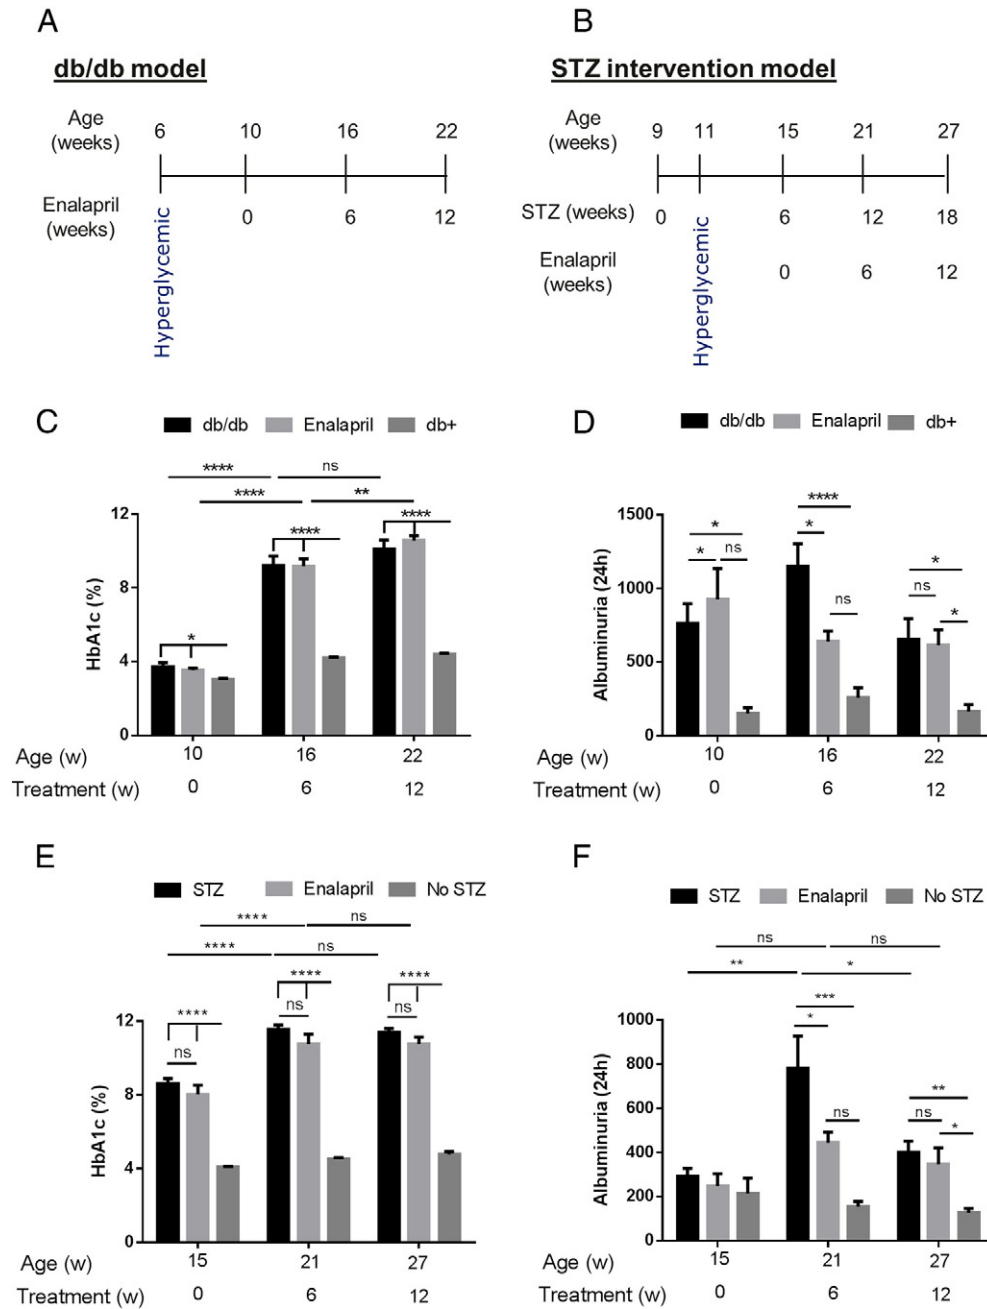 A
db/db model
Age
(weeks)
6 10 16 22
Enalapril
(weeks)
0 6 12
Hyperglycemic
B
STZ intervention model
Age
(weeks)
9 11 15 21 27
STZ (weeks)
0 6 12 18
Enalapril
(weeks)
0 6 12
Hyperglycemic
C
db/db Enalapril db+
**** ns
**** **
****
****
*
HbA1c (%)
12
8
4
0
Age (w) 10 16 22
Treatment (w) 0 6 12
D
db/db Enalapril db+
****
* * *
* ns ns *
ns
Albuminuria (24h)
1500
1000
500
0
10 16 22
0 6 12
E
STZ Enalapril No STZ
**** ns
**** ns
**** **** ****
ns ns ns
HbA1c (%)
12
8
4
0
Age (w) 15 21 27
Treatment (w) 0 6 12
F
STZ Enalapril No STZ
ns ns
** *
***
* **
ns ns *
Albuminuria (24h)
1000
800
600
400
200
0
Age (w) 15 21 27
Treatment (w) 0 6 12